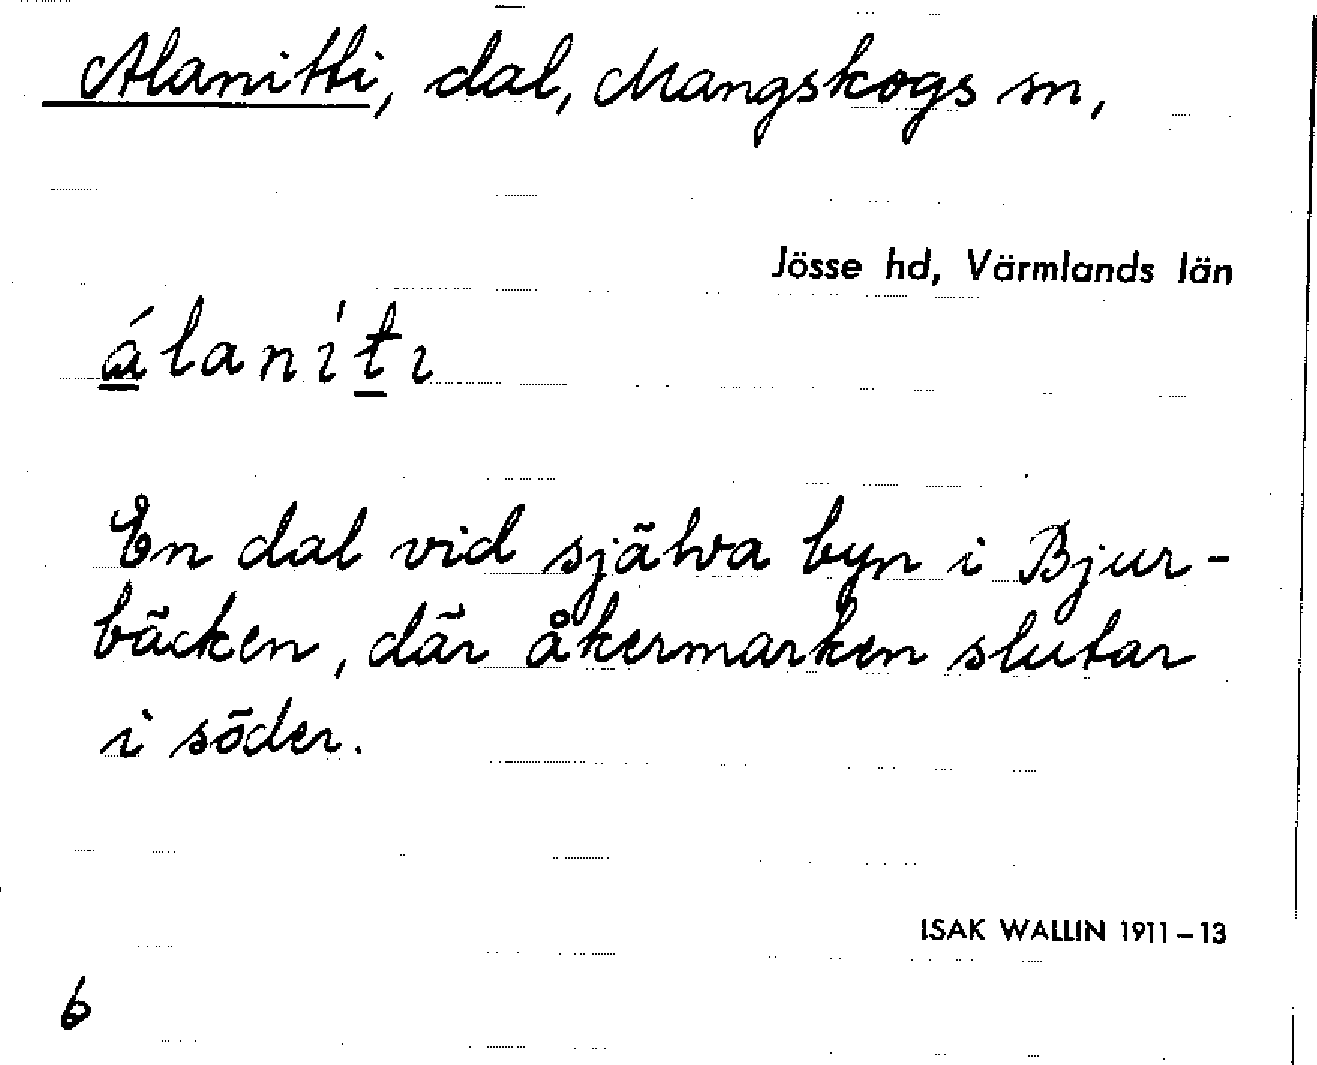 Alanitti, dal, Mangskogs sn,
Jösse hd, Värmlands län
álanı't̲ı
En dal vid själva byn i Bjur-
bäcken, där åkermarken slutar
i söder.
ISAK WALLIN 1911–13
6